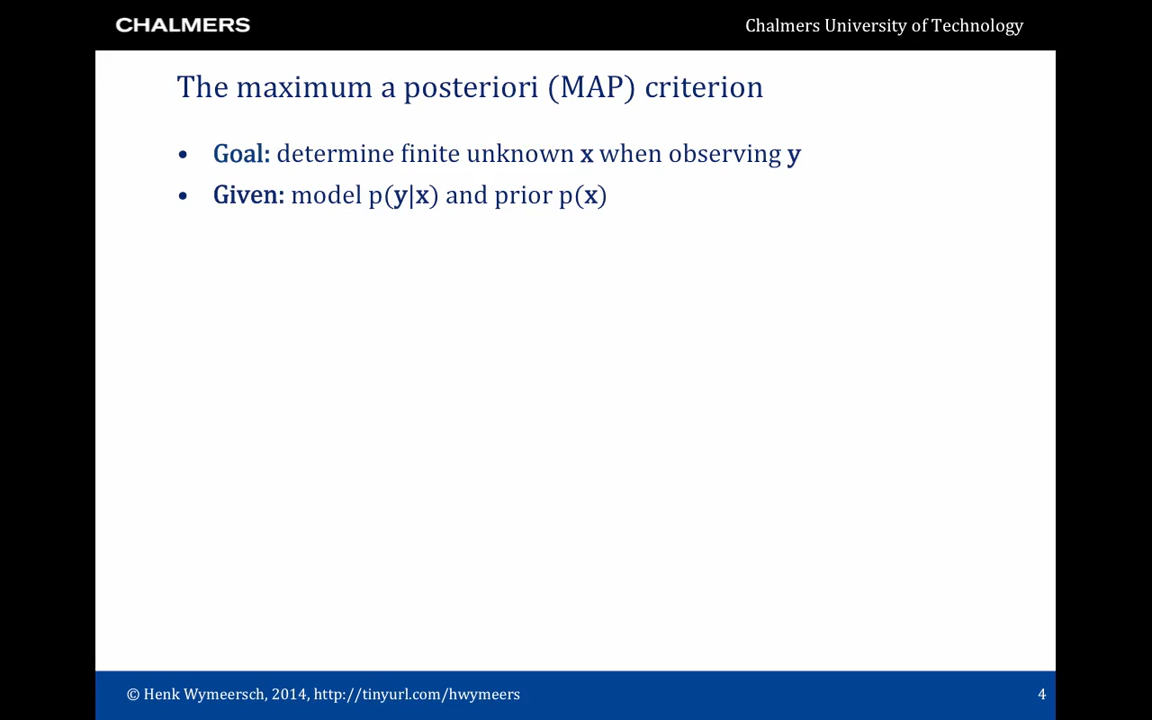 CHALMERS
Chalmers University of Technology
The maximum a posteriori (MAP) criterion
• Goal: determine finite unknown x when observing y
• Given: model p(y|x) and prior p(x)
© Henk Wymeersch, 2014, http://tinyurl.com/hwymeers
4